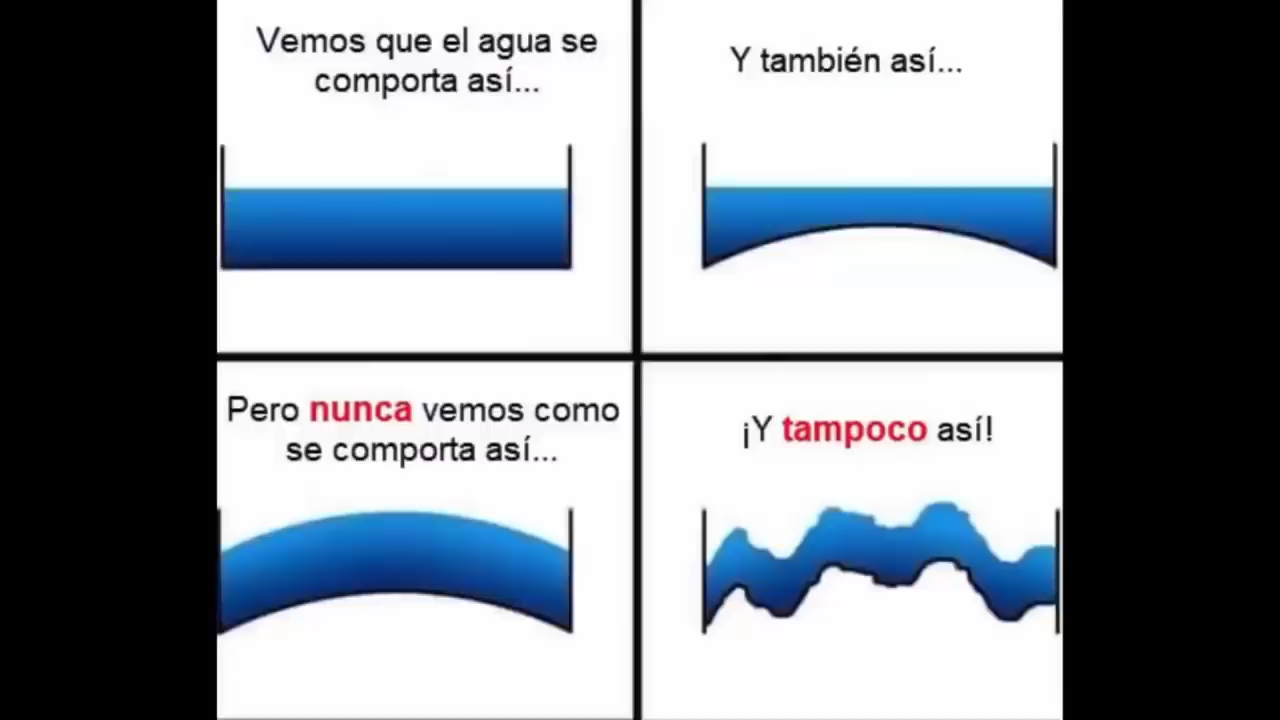 Vemos que el agua se
comporta así...
Y también así...
Pero nunca vemos como
se comporta así...
¡Y tampoco así!